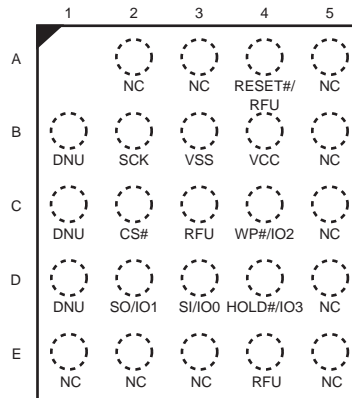 1 2 3 4 5
A
NC NC RESET#/ NC
RFU
B
DNU SCK VSS VCC NC
C
DNU CS# RFU WP#/IO2 NC
D
DNU SO/IO1 SI/IO0 HOLD#/IO3 NC
E
NC NC NC RFU NC